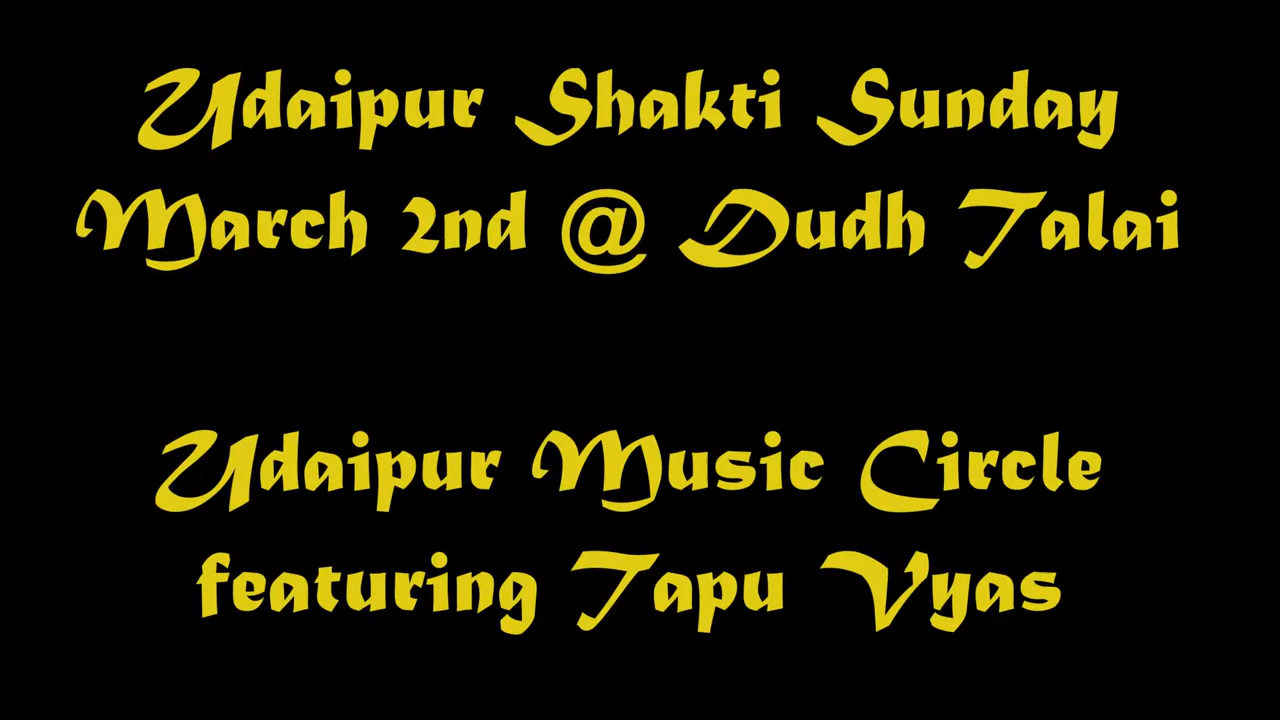 Udaipur Shakti Sunday
March 2nd @ Dudh Talai
Udaipur Music Circle
featuring Tapu Vyas